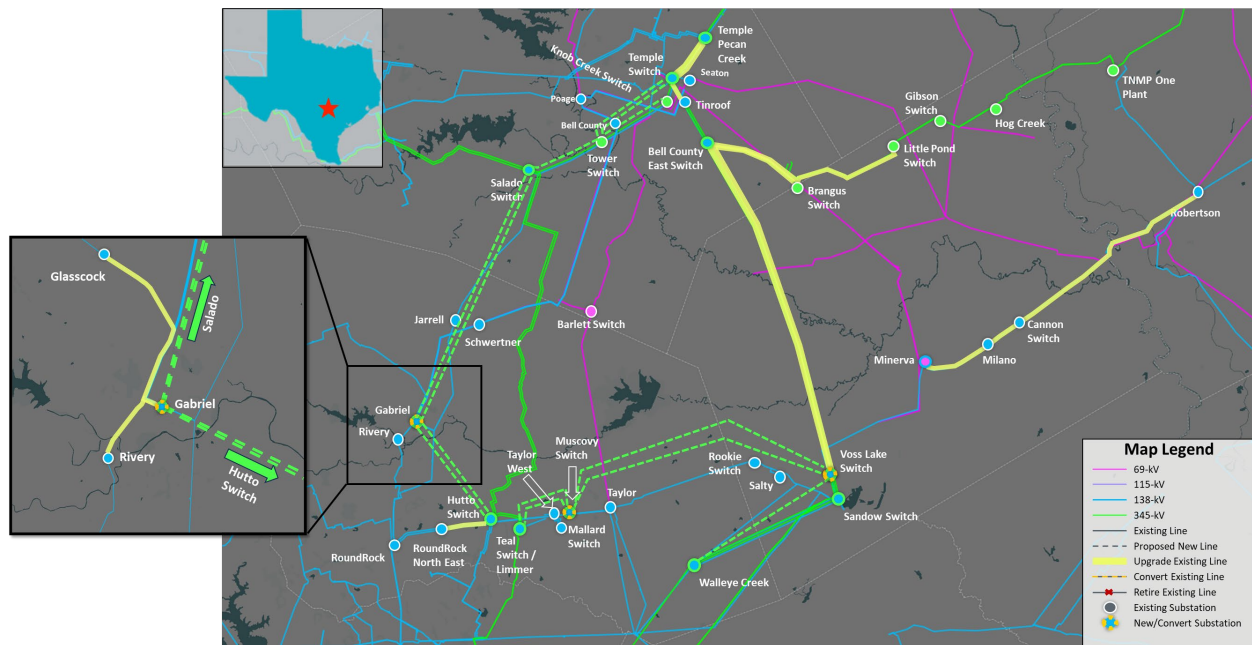 Temple
Pecan
Creek
Knob Creek Switch
Temple
Switch
Seaton
TNMP One
Plant
Poage
Tinroof
Gibson
Switch
Hog Creek
Bell County
Tower
Switch
Bell County
East Switch
Little Pond
Switch
Salado
Switch
Brangus
Switch
Robertson
Glasscock
Salado
Jarrell
Schwertner
Barlett Switch
Cannon
Switch
Minerva
Milano
Gabriel
Gabriel
Rivery
Rivery
Hutto
Switch
Muscovy
Switch
Taylor
West
Rookie
Switch
Voss Lake
Switch
Salty
Taylor
Hutto
Switch
Sandow Switch
RoundRock
RoundRock
North East
Teal
Switch /
Limmer
Mallard
Switch
Walleye Creek
Map Legend
69-kV
115-kV
138-kV
345-kV
Existing Line
Proposed New Line
Upgrade Existing Line
Convert Existing Line
Retire Existing Line
Existing Substation
New/Convert Substation